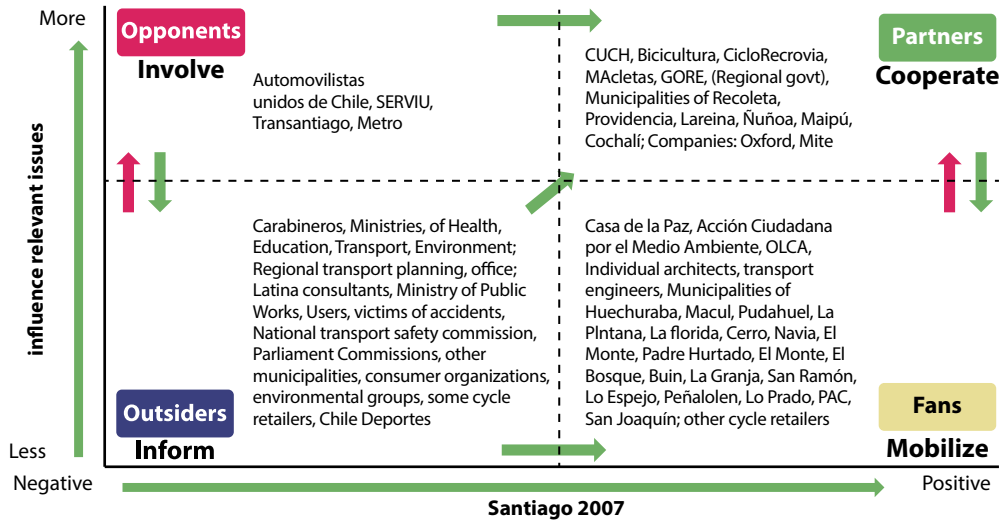 More
Opponents
Involve
Automovilistas
unidos de Chile, SERVIU,
Transantiago, Metro
CUCH, Bicicultura, CicloRecrovia,
MAcletas, GORE, (Regional govt),
Municipalities of Recoleta,
Providencia, Lareina, Ñuñoa, Maipú,
Cochalí; Companies: Oxford, Mite
Partners
Cooperate
influence relevant issues
Carabineros, Ministries, of Health,
Education, Transport, Environment;
Regional transport planning, office;
Latina consultants, Ministry of Public
Works, Users, victims of accidents,
National transport safety commission,
Parliament Commissions, other
municipalities, consumer organizations,
environmental groups, some cycle
retailers, Chile Deportes
Casa de la Paz, Acción Ciudadana
por el Medio Ambiente, OLCA,
Individual architects, transport
engineers, Municipalities of
Huechuraba, Macul, Pudahuel, La
PIntana, La florida, Cerro, Navia, El
Monte, Padre Hurtado, El Monte, El
Bosque, Buin, La Granja, San Ramón,
Lo Espejo, Peñalolen, Lo Prado, PAC,
San Joaquín; other cycle retailers
Outsiders
Inform
Fans
Mobilize
Less
Negative
Positive
Santiago 2007